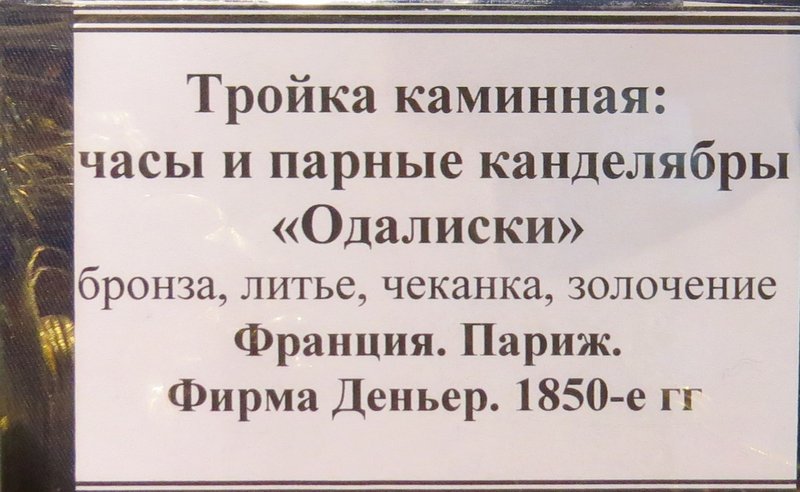 Тройка каминная:
часы и парные канделябры
«Одалиски»
бронза, литье, чеканка, золочение
Франция. Париж.
Фирма Деньер. 1850-е гг